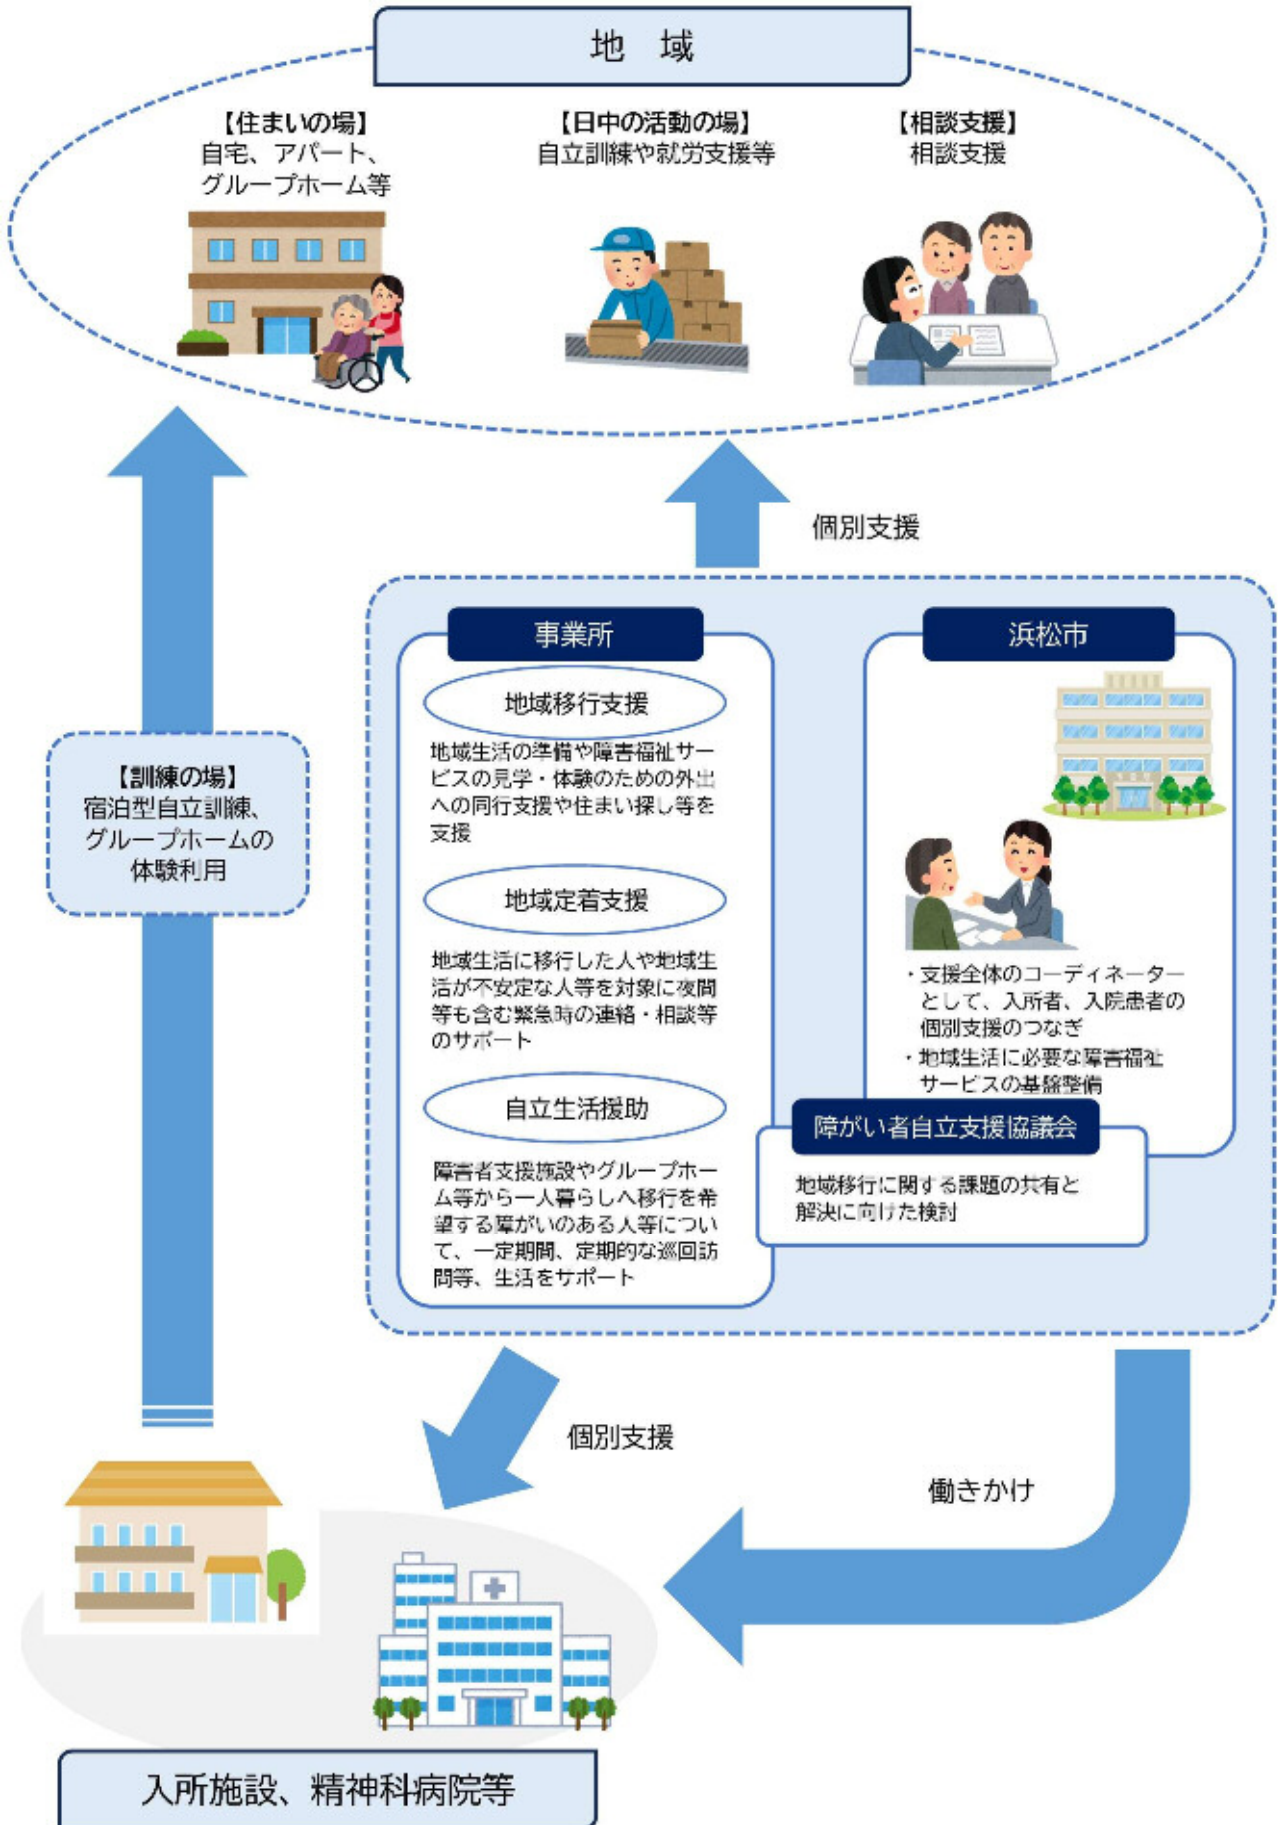 地　域
【住まいの場】
自宅、アパート、
グループホーム等
【日中の活動の場】
自立訓練や就労支援等
【相談支援】
相談支援
個別支援
【訓練の場】
宿泊型自立訓練、
グループホームの
体験利用
事業所
地域移行支援
地域生活の準備や障害福祉サー
ビスの見学・体験のための外出
への同行支援や住まい探し等を
支援
地域定着支援
地域生活に移行した人や地域生
活が不安定な人等を対象に夜間
等も含む緊急時の連絡・相談等
のサポート
自立生活援助
障害者支援施設やグループホー
ム等から一人暮らしへ移行を希
望する障がいのある人等につい
て、一定期間、定期的な巡回訪
問等、生活をサポート
浜松市
・支援全体のコーディネーター
として、入所者、入院患者の
個別支援のつなぎ
・地域生活に必要な障害福祉
サービスの基盤整備
障がい者自立支援協議会
地域移行に関する課題の共有と
解決に向けた検討
個別支援
働きかけ
入所施設、精神科病院等